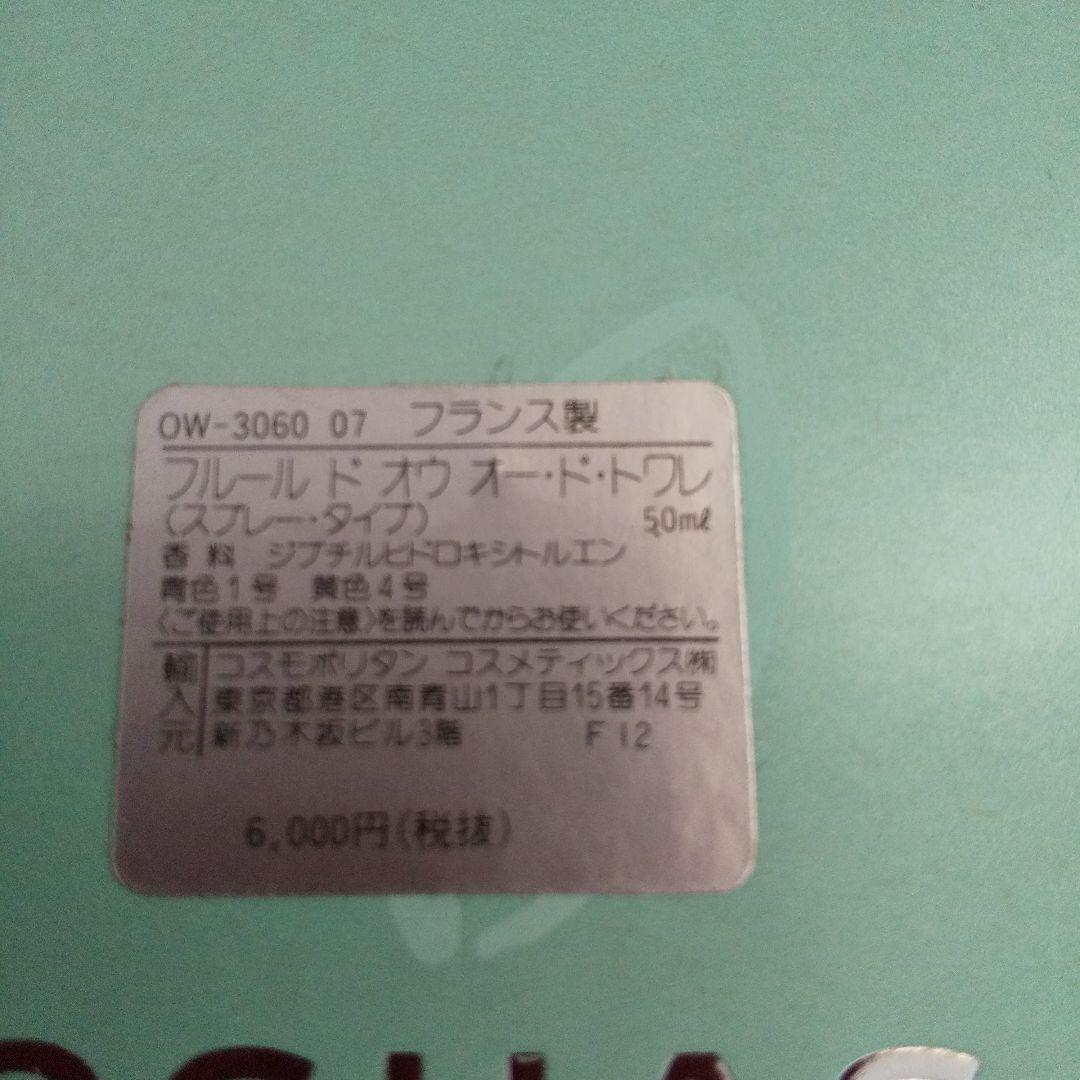 OW-3060 07 フランス製
フルール ド オウ オー・ド・トワレ
(スプレー・タイプ) 50ml
香料 ジブチルヒドロキシトルエン
青色1号 黄色4号
〈ご使用上の注意〉を読んでからお使いください。
輸入元 コスモポリタン コスメティックス㈱
東京都港区南青山1丁目15番14号
新乃木坂ビル3階 F12
6,000円(税抜)